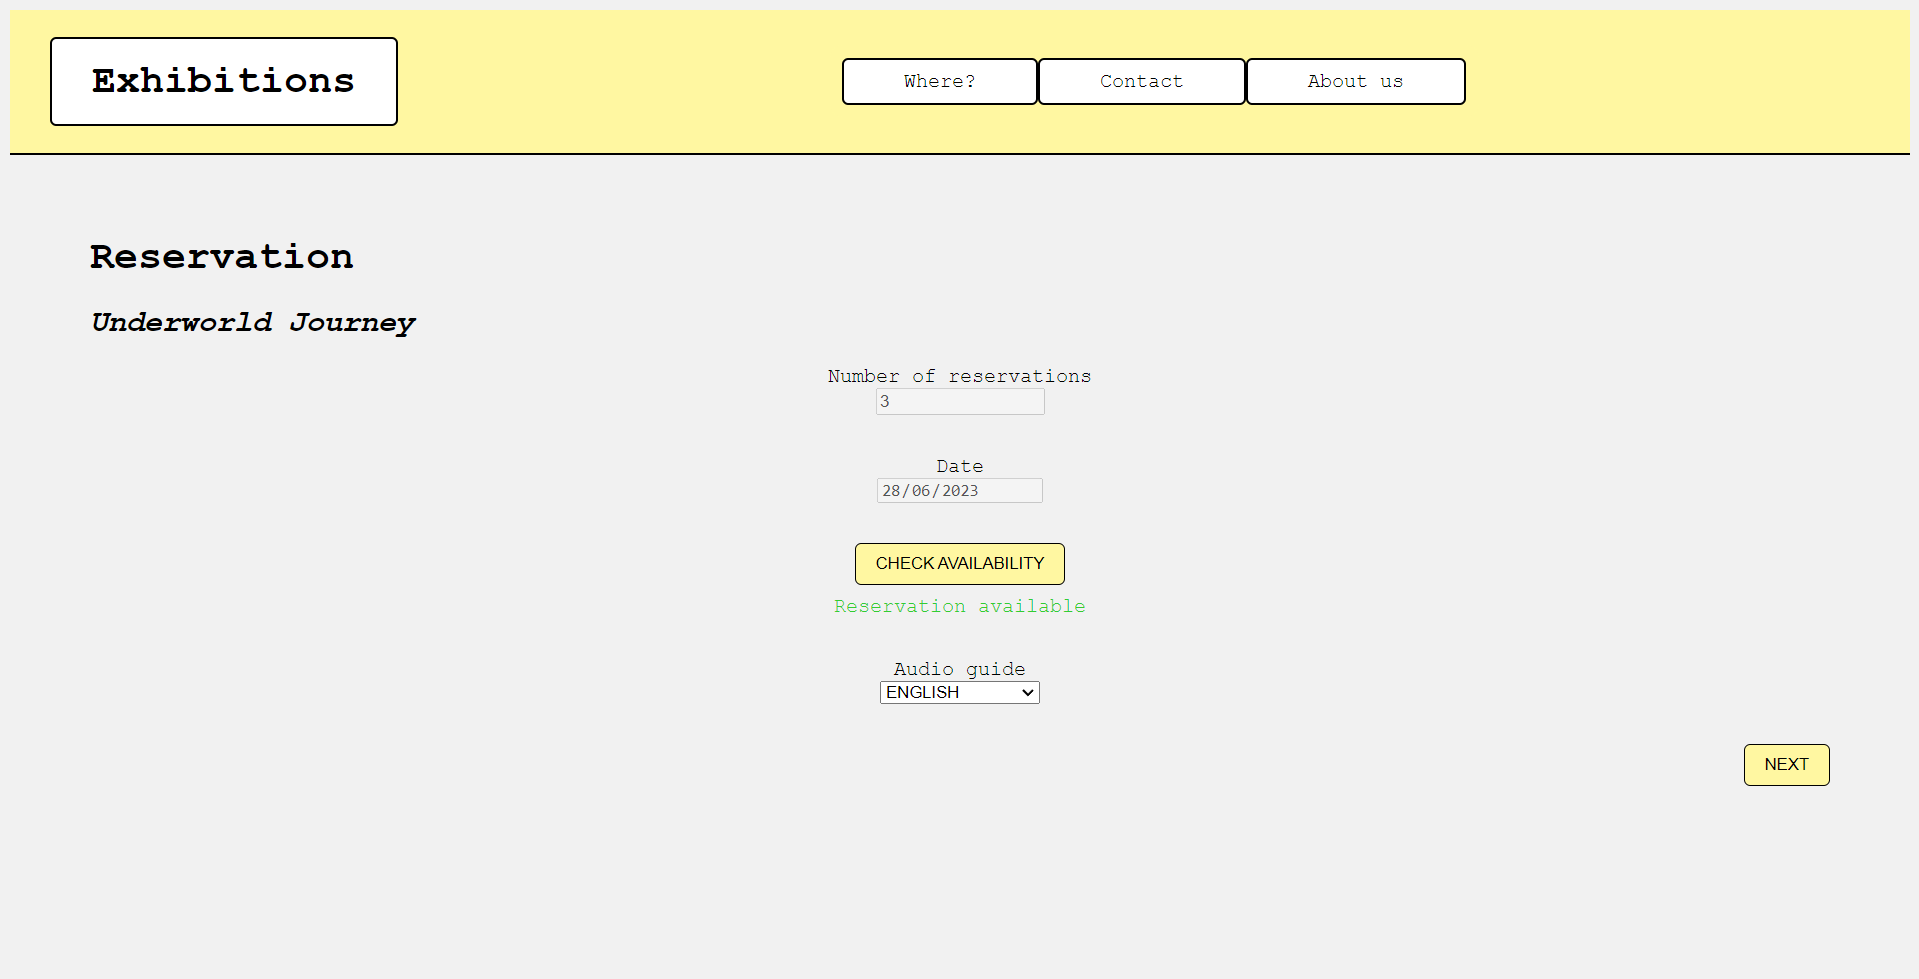 Exhibitions
Where?
Contact
About us
Reservation
Underworld Journey
Number of reservations
3
Date
28/06/2023
CHECK AVAILABILITY
Reservation available
Audio guide
ENGLISH
NEXT